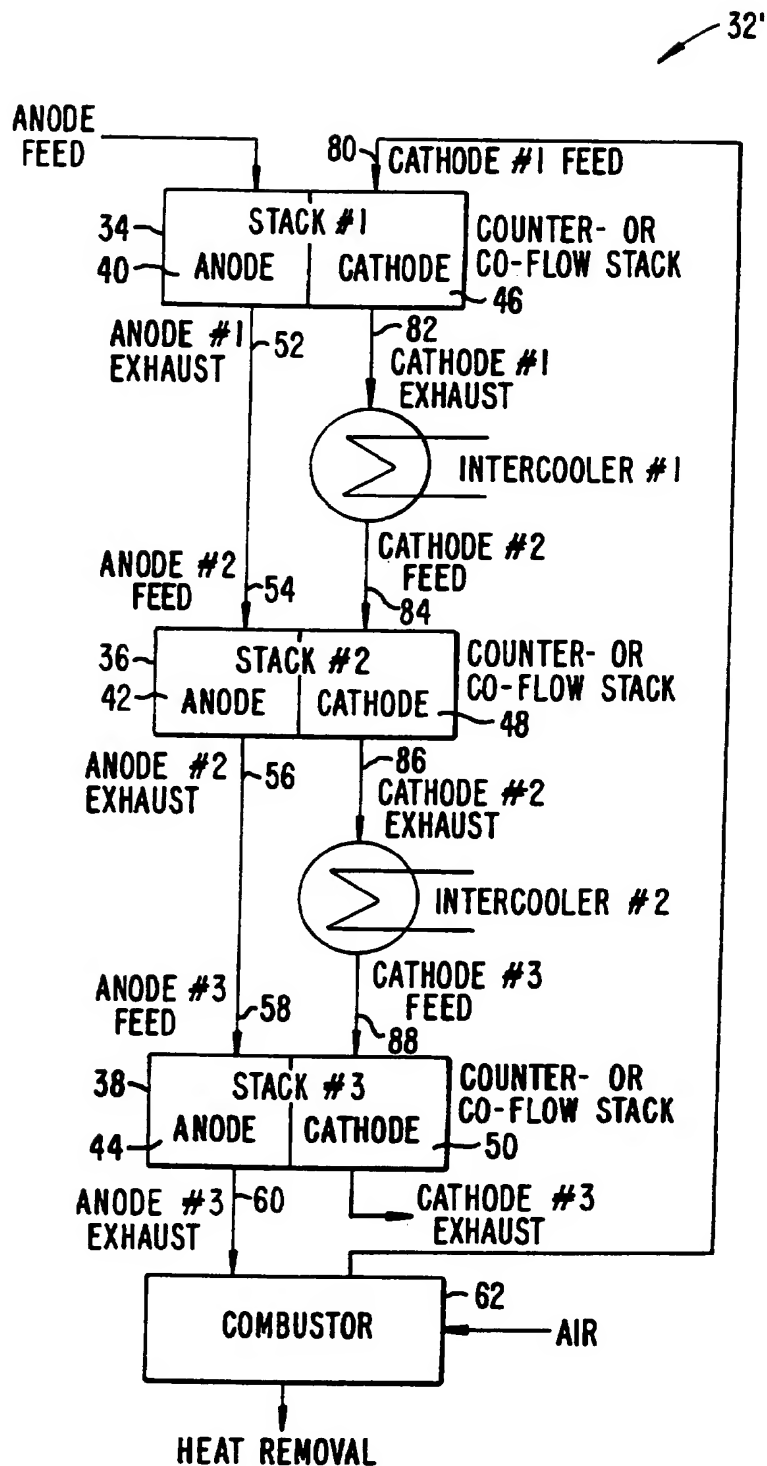 32'
ANODE
FEED
80
CATHODE #1 FEED
STACK #1
34
40
ANODE
CATHODE
46
COUNTER- OR
CO-FLOW STACK
ANODE #1
EXHAUST
52
82
CATHODE #1
EXHAUST
INTERCOOLER #1
ANODE #2
FEED
54
CATHODE #2
FEED
84
36
STACK #2
42
ANODE
CATHODE
48
COUNTER- OR
CO-FLOW STACK
ANODE #2
EXHAUST
56
86
CATHODE #2
EXHAUST
INTERCOOLER #2
ANODE #3
FEED
58
CATHODE #3
FEED
88
38
STACK #3
44
ANODE
CATHODE
50
COUNTER- OR
CO-FLOW STACK
ANODE #3
EXHAUST
60
CATHODE #3
EXHAUST
62
COMBUSTOR
AIR
HEAT REMOVAL